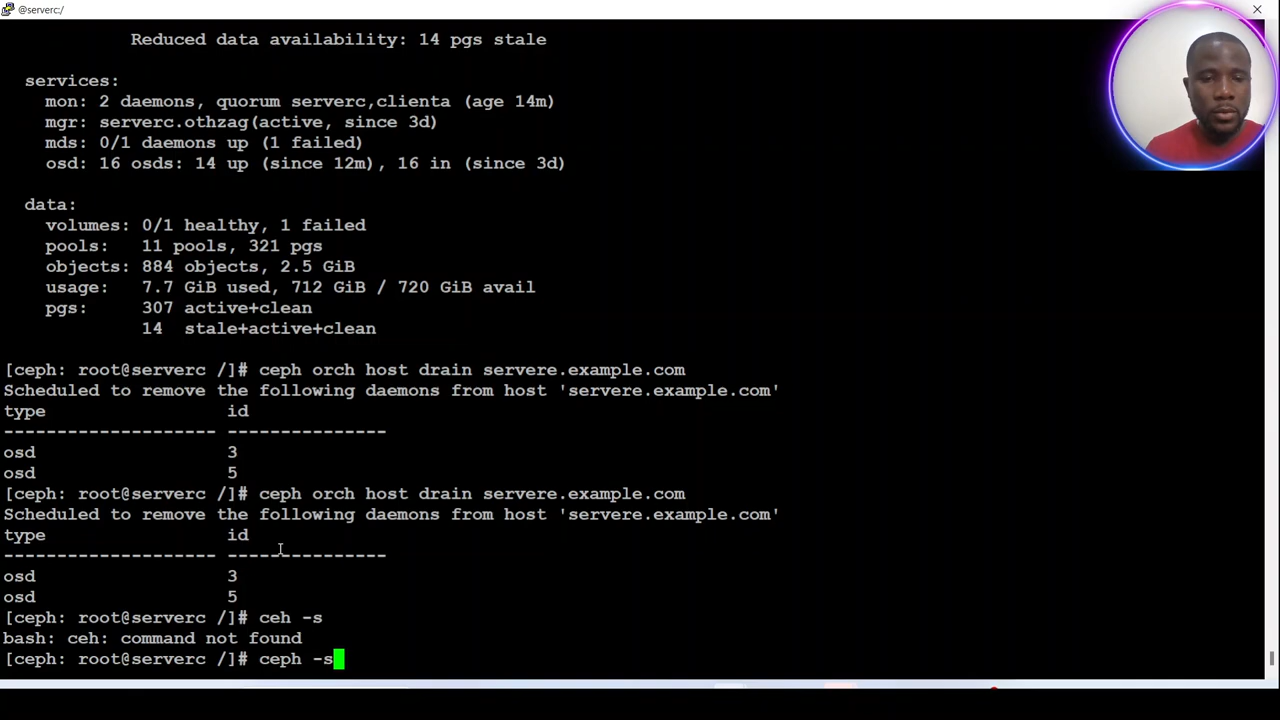 @serverc:/
Reduced data availability: 14 pgs stale
services:
mon: 2 daemons, quorum serverc,clienta (age 14m)
mgr: serverc.othzag(active, since 3d)
mds: 0/1 daemons up (1 failed)
osd: 16 osds: 14 up (since 12m), 16 in (since 3d)
data:
volumes: 0/1 healthy, 1 failed
pools:   11 pools, 321 pgs
objects: 884 objects, 2.5 GiB
usage:   7.7 GiB used, 712 GiB / 720 GiB avail
pgs:     307 active+clean
14  stale+active+clean
[ceph: root@serverc /]# ceph orch host drain servere.example.com
Scheduled to remove the following daemons from host 'servere.example.com'
type                 id
-------------------- ---------------
osd                  3
osd                  5
[ceph: root@serverc /]# ceph orch host drain servere.example.com
Scheduled to remove the following daemons from host 'servere.example.com'
type                 id
-------------------- ---------------
osd                  3
osd                  5
[ceph: root@serverc /]# ceh -s
bash: ceh: command not found
[ceph: root@serverc /]# ceph -s